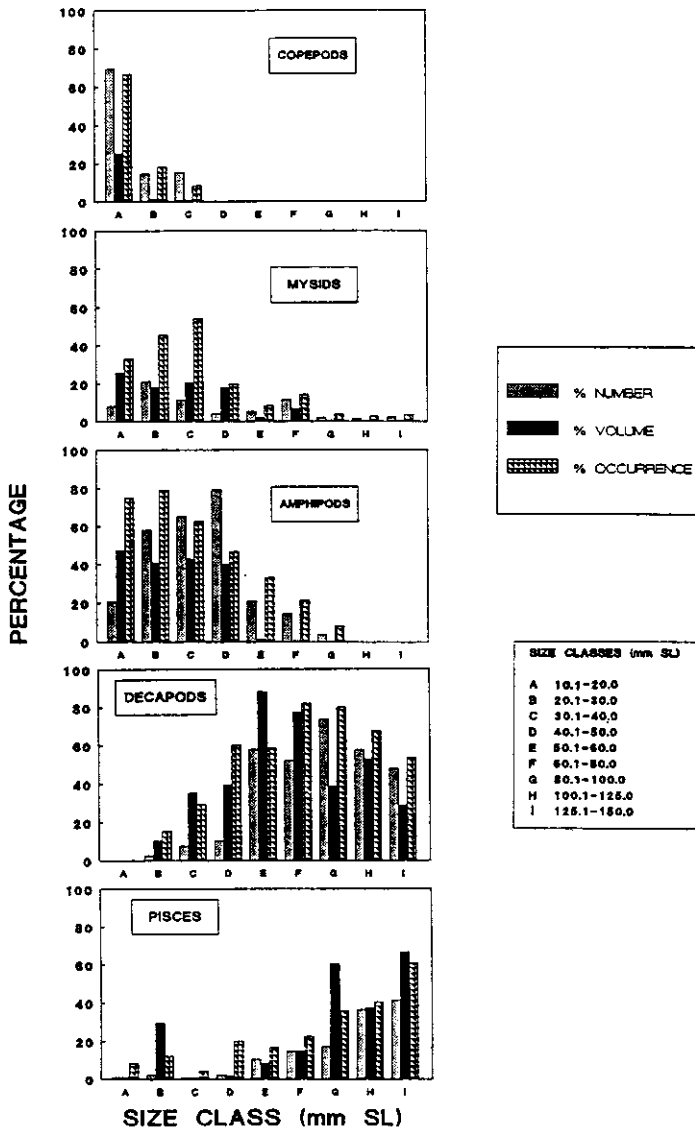 PERCENTAGE
100
80
60
40
20
0
COPEPODS
A B C D E F G H I
100
80
60
40
20
0
MYSIDS
A B C D E F G H I
100
80
60
40
20
0
AMPHIPODS
A B C D E F G H I
100
80
60
40
20
0
DECAPODS
A B C D E F G H I
100
80
60
40
20
0
PISCES
A B C D E F G H I
SIZE CLASS (mm SL)
% NUMBER
% VOLUME
% OCCURRENCE
SIZE CLASSES (mm SL)
A 10.1-20.0
B 20.1-30.0
C 30.1-40.0
D 40.1-50.0
E 50.1-60.0
F 60.1-80.0
G 80.1-100.0
H 100.1-125.0
I 125.1-150.0